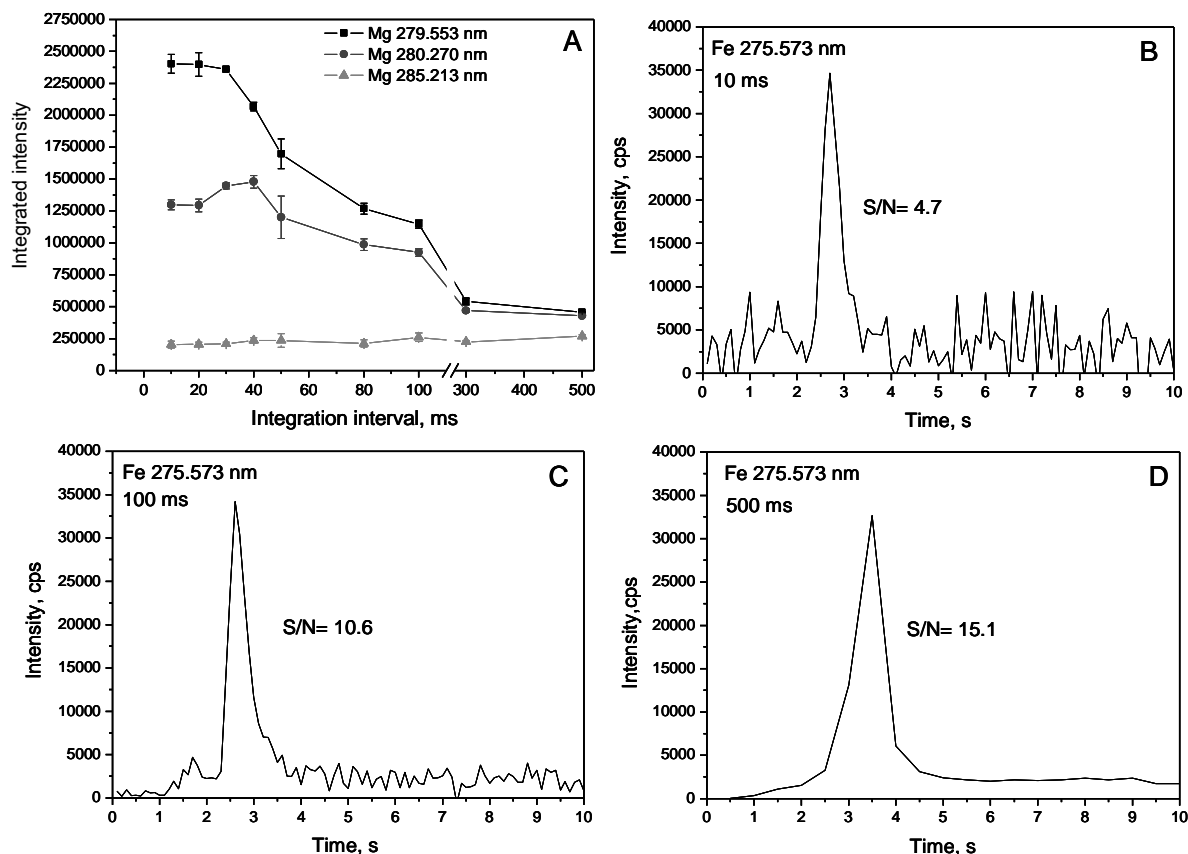 A
Mg 279.553 nm
Mg 280.270 nm
Mg 285.213 nm
2750000
2500000
2250000
2000000
1750000
1500000
1250000
1000000
750000
500000
250000
0
Integrated intensity
0 20 40 60 80 100 300 400 500
Integration interval, ms
B
Fe 275.573 nm
10 ms
S/N= 4.7
40000
35000
30000
25000
20000
15000
10000
5000
0
Intensity, cps
0 1 2 3 4 5 6 7 8 9 10
Time, s
C
Fe 275.573 nm
100 ms
S/N= 10.6
40000
35000
30000
25000
20000
15000
10000
5000
0
Intensity, cps
0 1 2 3 4 5 6 7 8 9 10
Time, s
D
Fe 275.573 nm
500 ms
S/N= 15.1
40000
35000
30000
25000
20000
15000
10000
5000
0
Intensity,cps
0 1 2 3 4 5 6 7 8 9 10
Time, s